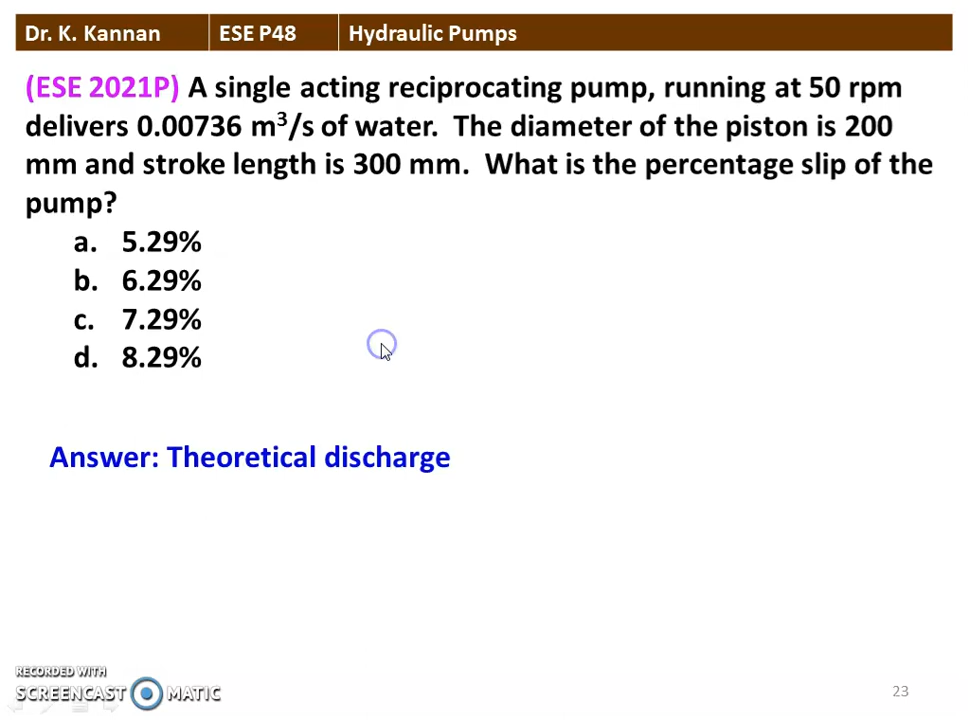 Dr. K. Kannan ESE P48 Hydraulic Pumps
(ESE 2021P) A single acting reciprocating pump, running at 50 rpm
delivers 0.00736 m³/s of water. The diameter of the piston is 200
mm and stroke length is 300 mm. What is the percentage slip of the
pump?
a. 5.29%
b. 6.29%
c. 7.29%
d. 8.29%
Answer: Theoretical discharge
RECORDED WITH
SCREENCAST MATIC
23